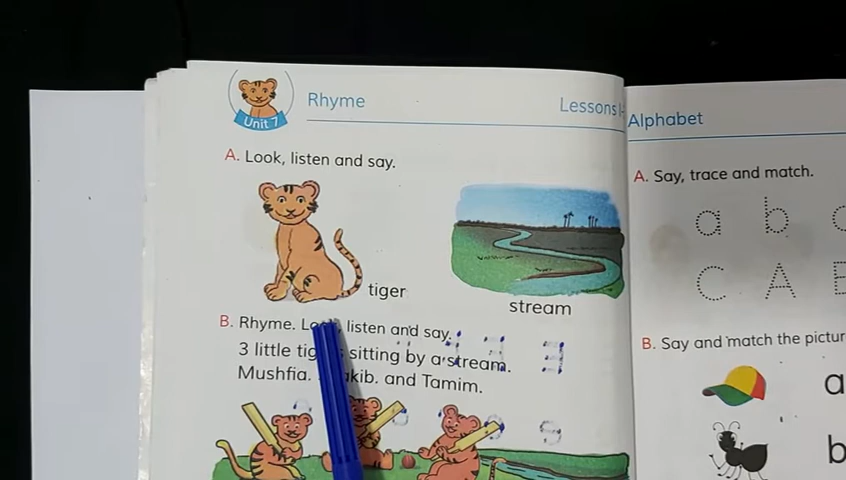 Unit 7
Rhyme
Lessons
A. Look, listen and say.
tiger
stream
B. Rhyme. listen and say.
3 little sitting by a stream.
Mushfia. and Tamim.
Alphabet
A. Say, trace and match.
a b
C A
B. Say and match the
a
b